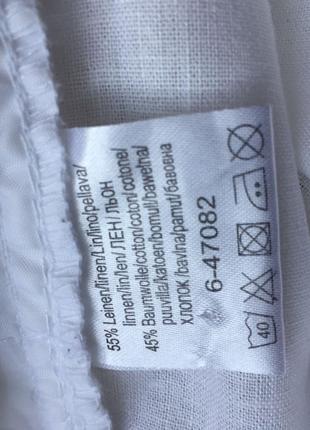 55% Leinen/linen/Lin/lino/pellava/
linnen/lin/len/ЛЕН/ЛЬОН
45% Baumwolle/cotton/coton/cotone/
puuvilla/katoen/bomull/bawełna/
хлопок/bavlna/pamut/бавовна
6-47082
40